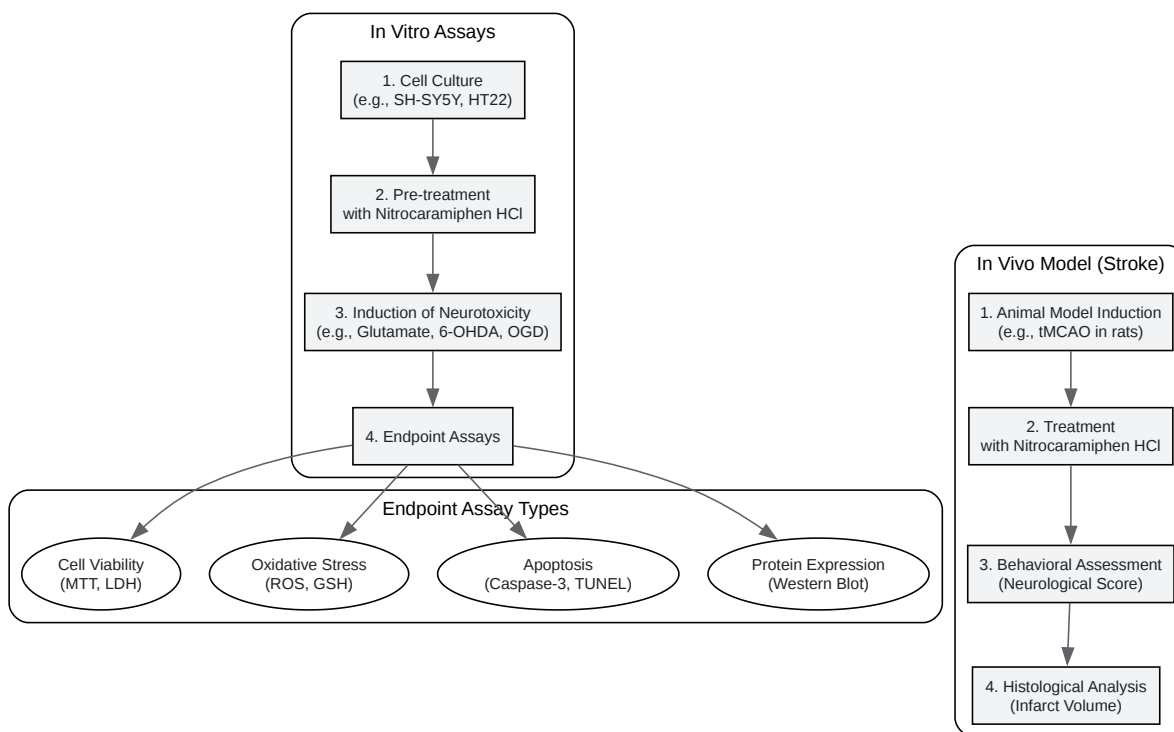 In Vitro Assays
1. Cell Culture
(e.g., SH-SY5Y, HT22)
2. Pre-treatment
with Nitrocaramiphen HCl
3. Induction of Neurotoxicity
(e.g., Glutamate, 6-OHDA, OGD)
4. Endpoint Assays
Endpoint Assay Types
Cell Viability
(MTT, LDH)
Oxidative Stress
(ROS, GSH)
Apoptosis
(Caspase-3, TUNEL)
Protein Expression
(Western Blot)
In Vivo Model (Stroke)
1. Animal Model Induction
(e.g., tMCAO in rats)
2. Treatment
with Nitrocaramiphen HCl
3. Behavioral Assessment
(Neurological Score)
4. Histological Analysis
(Infarct Volume)